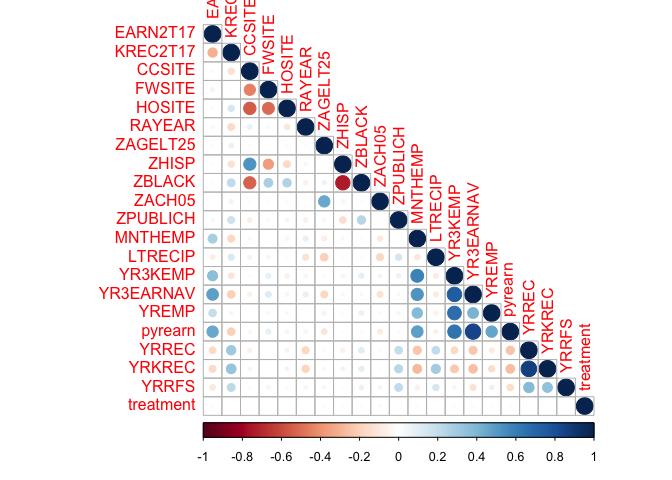 EARN2T17
KREC2T17
CCSITE
FWSITE
HOSITE
RAYEAR
ZAGELT25
ZHISP
ZBLACK
ZACH05
ZPUBLICH
MNTHEMP
LTRECIP
YR3KEMP
YR3EARNAV
YREMP
pyrearn
YRREC
YRKREC
YRRFS
treatment
EA
KREC
CCSITE
FWSITE
HOSITE
RAYEAR
ZAGELT25
ZHISP
ZBLACK
ZACH05
ZPUBLICH
MNTHEMP
LTRECIP
YR3KEMP
YR3EARNAV
YREMP
pyrearn
YRREC
YRKREC
YRRFS
treatment
-1 -0.8 -0.6 -0.4 -0.2 0 0.2 0.4 0.6 0.8 1